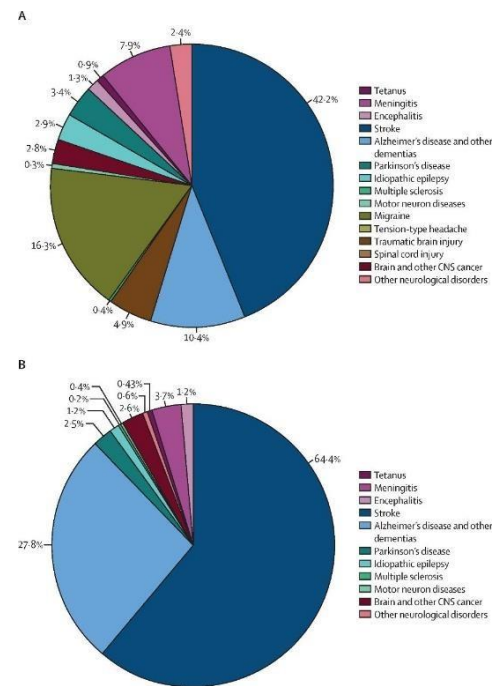 A
2·4%
7·9%
0·9%
1·3%
3·4%
2·9%
2·8%
0·3%
16·3%
0·4%
4·9%
10·4%
42·2%
Tetanus
Meningitis
Encephalitis
Stroke
Alzheimer's disease and other
dementias
Parkinson's disease
Idiopathic epilepsy
Multiple sclerosis
Motor neuron diseases
Migraine
Tension-type headache
Traumatic brain injury
Spinal cord injury
Brain and other CNS cancer
Other neurological disorders
B
0·43%
3·7%
1·2%
0·4%
0·6%
0·2%
2·6%
1·2%
2·5%
64·4%
27·8%
Tetanus
Meningitis
Encephalitis
Stroke
Alzheimer's disease and other
dementias
Parkinson's disease
Idiopathic epilepsy
Multiple sclerosis
Motor neuron diseases
Brain and other CNS cancer
Other neurological disorders